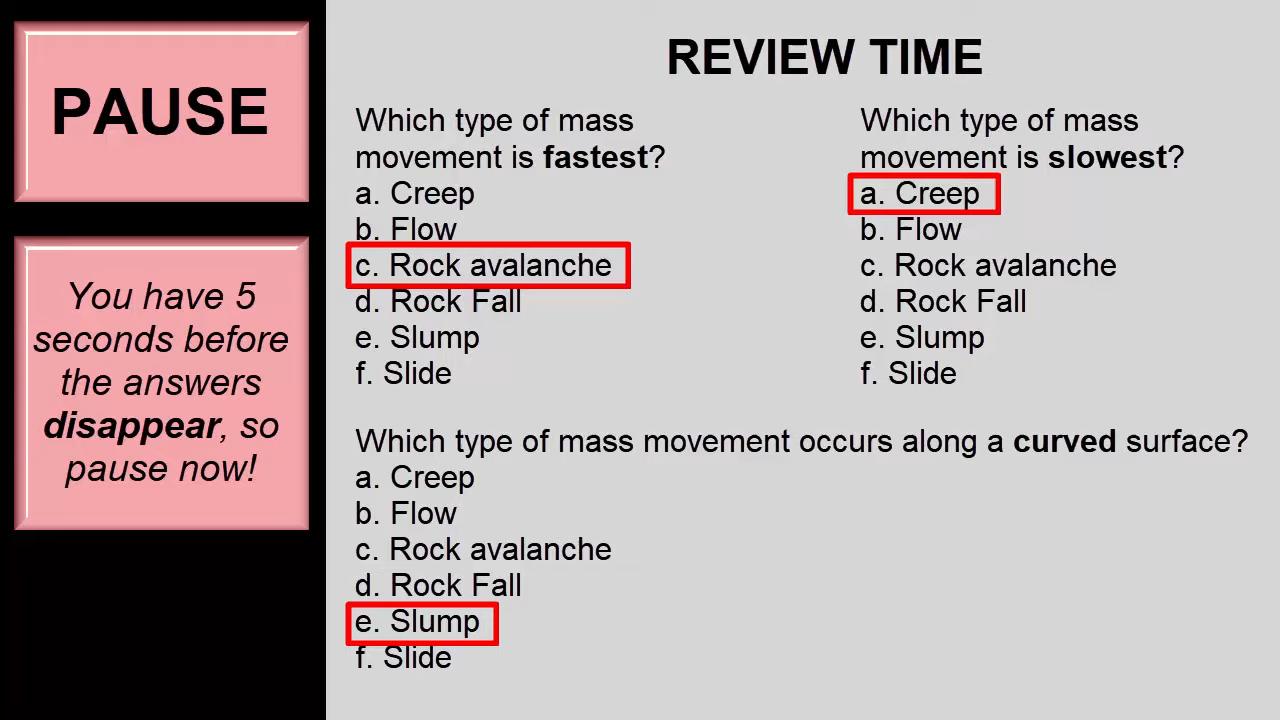 PAUSE
You have 5
seconds before
the answers
disappear, so
pause now!
REVIEW TIME
Which type of mass
movement is fastest?
a. Creep
b. Flow
c. Rock avalanche
d. Rock Fall
e. Slump
f. Slide
Which type of mass
movement is slowest?
a. Creep
b. Flow
c. Rock avalanche
d. Rock Fall
e. Slump
f. Slide
Which type of mass movement occurs along a curved surface?
a. Creep
b. Flow
c. Rock avalanche
d. Rock Fall
e. Slump
f. Slide